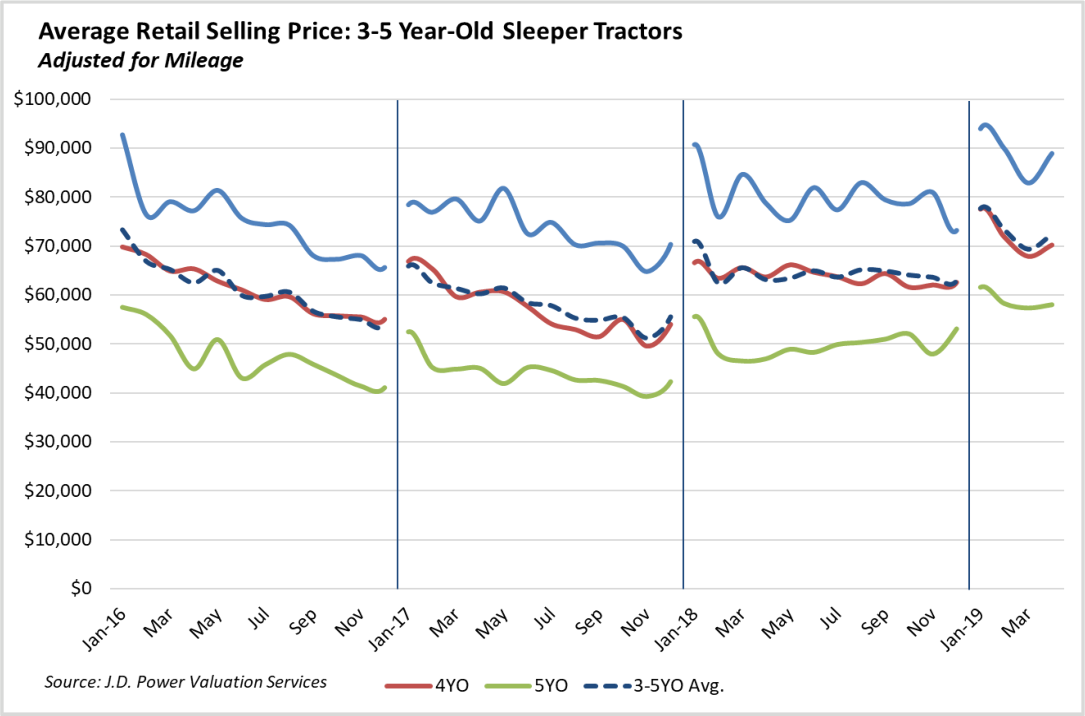 Average Retail Selling Price: 3-5 Year-Old Sleeper Tractors
Adjusted for Mileage
$100,000
$90,000
$80,000
$70,000
$60,000
$50,000
$40,000
$30,000
$20,000
$10,000
$0
Jan-16 Mar May Jul Sep Nov Jan-17 Mar May Jul Sep Nov Jan-18 Mar May Jul Sep Nov Jan-19 Mar
Source: J.D. Power Valuation Services 4YO 5YO 3-5YO Avg.